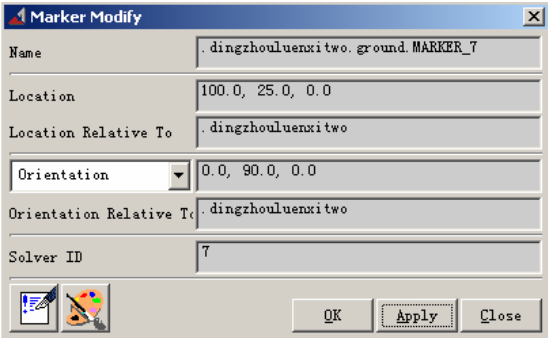 Marker Modify
Name
.dingzhouluenxitwo.ground.MARKER_7
Location
100.0, 25.0, 0.0
Location Relative To
.dingzhouluenxitwo
Orientation
0.0, 90.0, 0.0
Orientation Relative To
.dingzhouluenxitwo
Solver ID
7
OK Apply Close